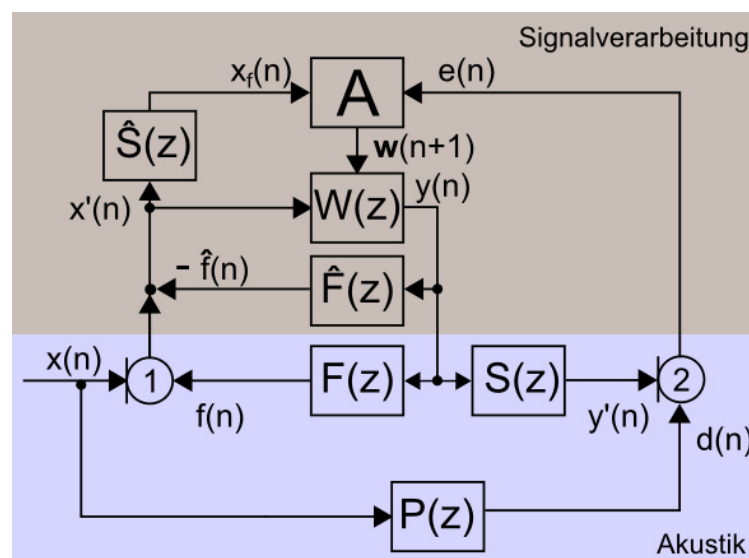 Signalverarbeitung
x_f(n)
A
e(n)
Ŝ(z)
w(n+1)
x'(n)
W(z)
y(n)
- f̂(n)
F̂(z)
x(n)
1
F(z)
S(z)
2
f(n)
y'(n)
d(n)
P(z)
Akustik